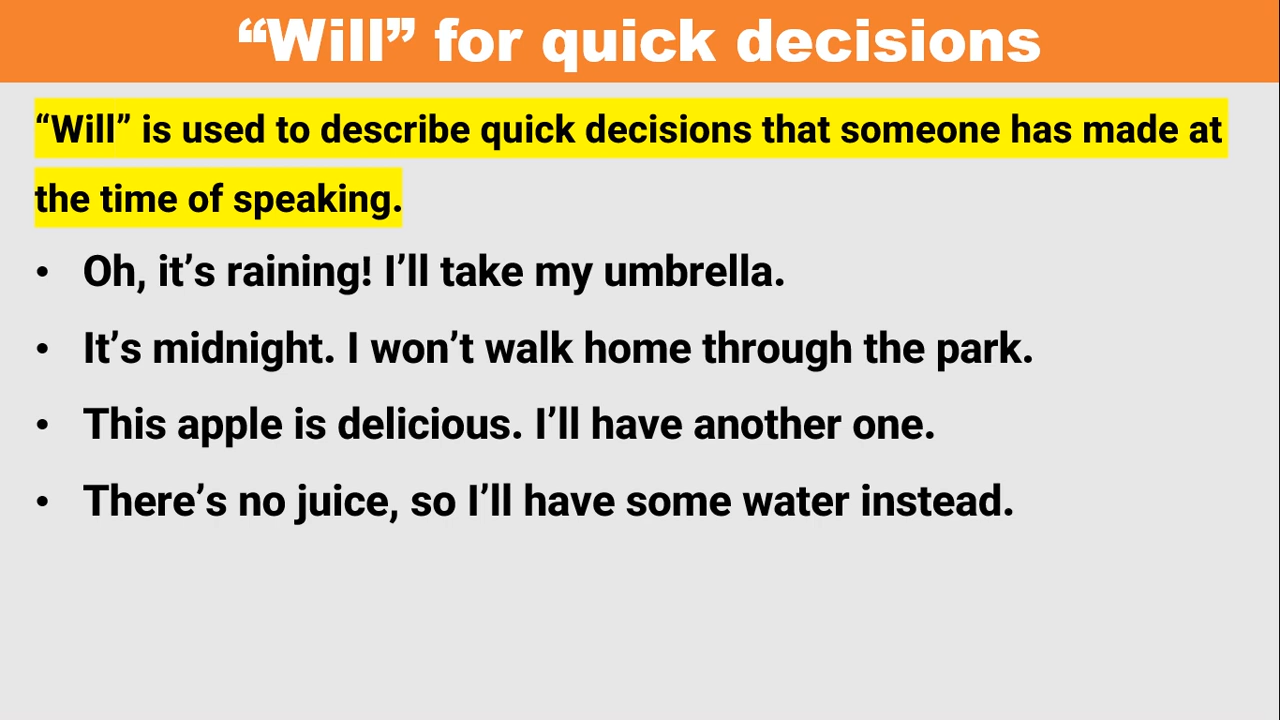 “Will” for quick decisions
“Will” is used to describe quick decisions that someone has made at
the time of speaking.
• Oh, it’s raining! I’ll take my umbrella.
• It’s midnight. I won’t walk home through the park.
• This apple is delicious. I’ll have another one.
• There’s no juice, so I’ll have some water instead.